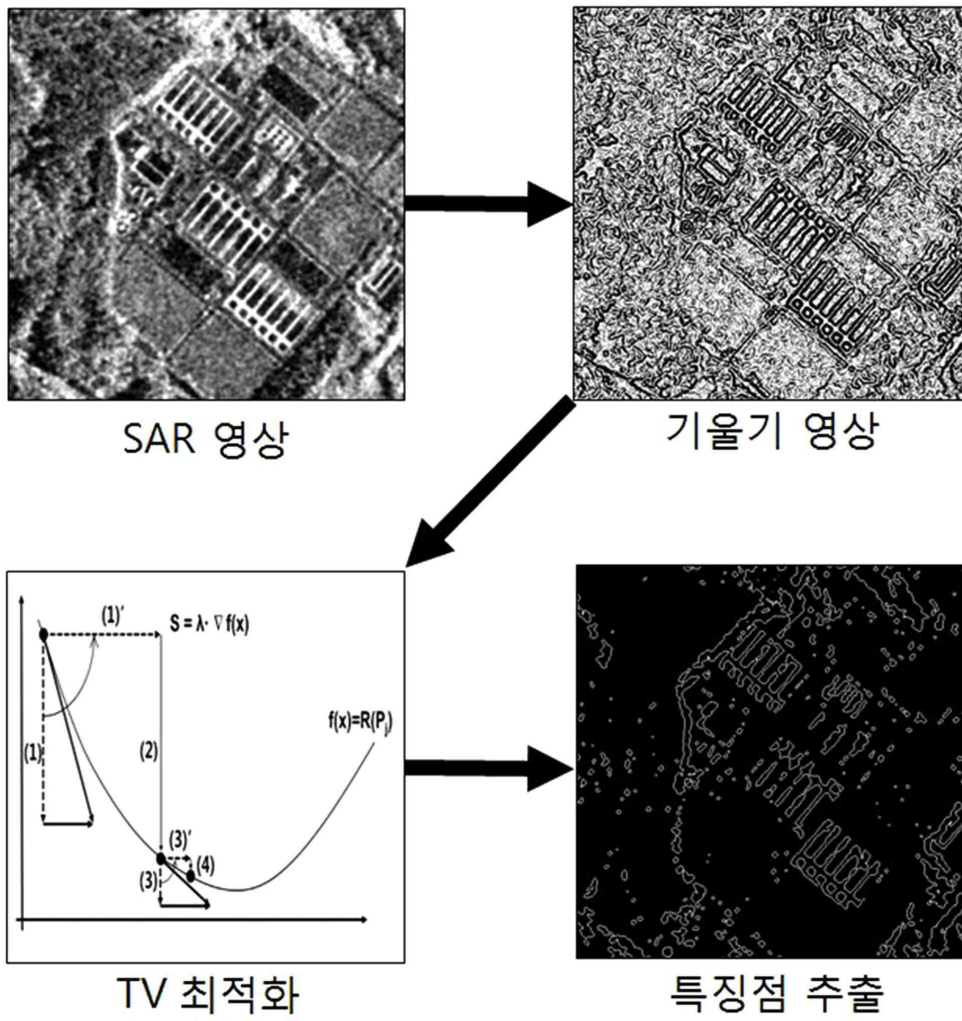 SAR 영상
기울기 영상
(1)′
S = λ· ∇ f(x)
f(x)=R(Pj)
(1)
(2)
(3)′
(3)
(4)
TV 최적화
특징점 추출